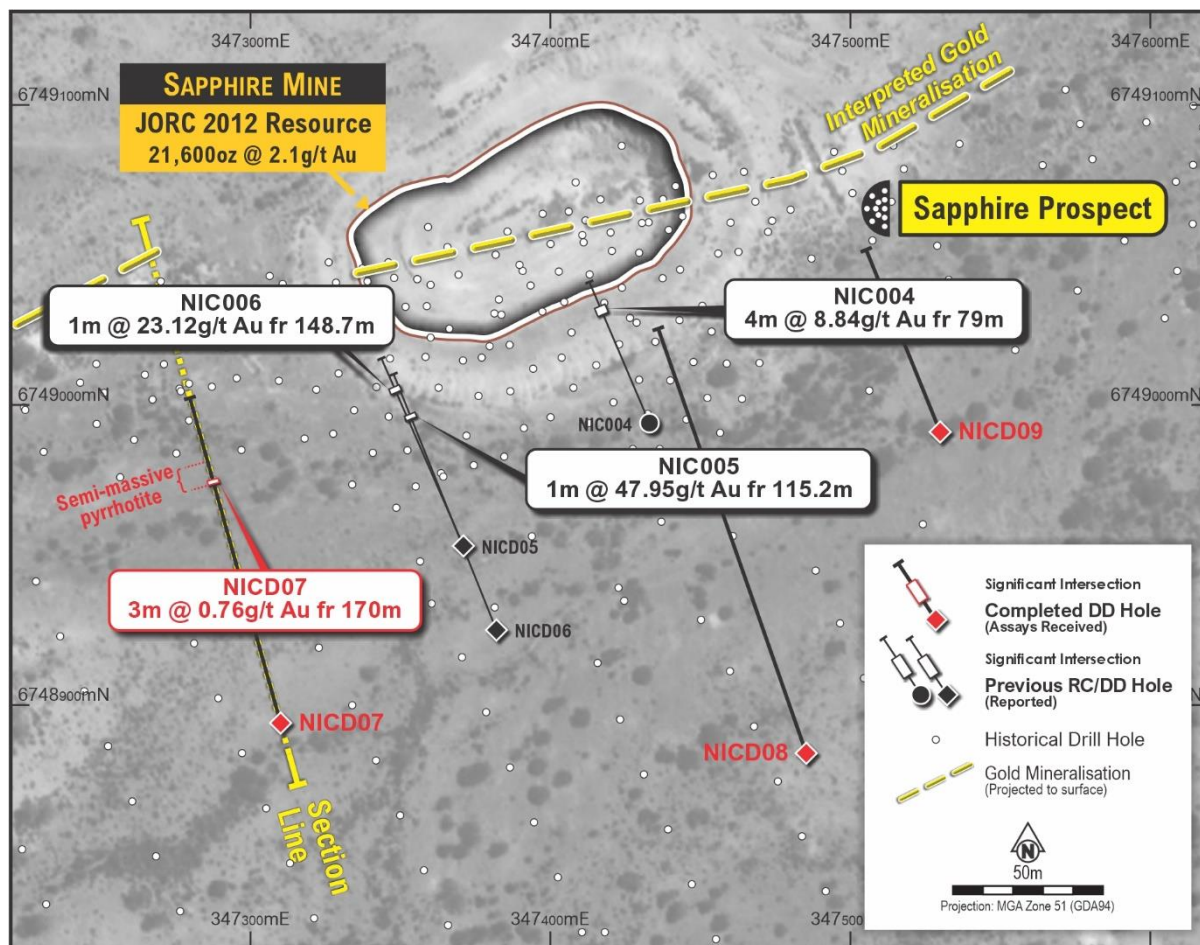 347300mE
347400mE
347500mE
347600mE
6749100mN
6749100mN
SAPPHIRE MINE
JORC 2012 Resource
21,600oz @ 2.1g/t Au
Interpreted Gold
Mineralisation
Sapphire Prospect
NIC006
1m @ 23.12g/t Au fr 148.7m
NIC004
4m @ 8.84g/t Au fr 79m
6749000mN
6749000mN
NIC004
NICD09
NIC005
1m @ 47.95g/t Au fr 115.2m
Semi-massive
pyrrhotite
NICD05
NICD07
3m @ 0.76g/t Au fr 170m
NICD06
6748900mN
NICD07
NICD08
Section
Line
Significant Intersection
Completed DD Hole
(Assays Received)
Significant Intersection
Previous RC/DD Hole
(Reported)
Historical Drill Hole
Gold Mineralisation
(Projected to surface)
N
50m
Projection: MGA Zone 51 (GDA94)
347300mE
347400mE
347500